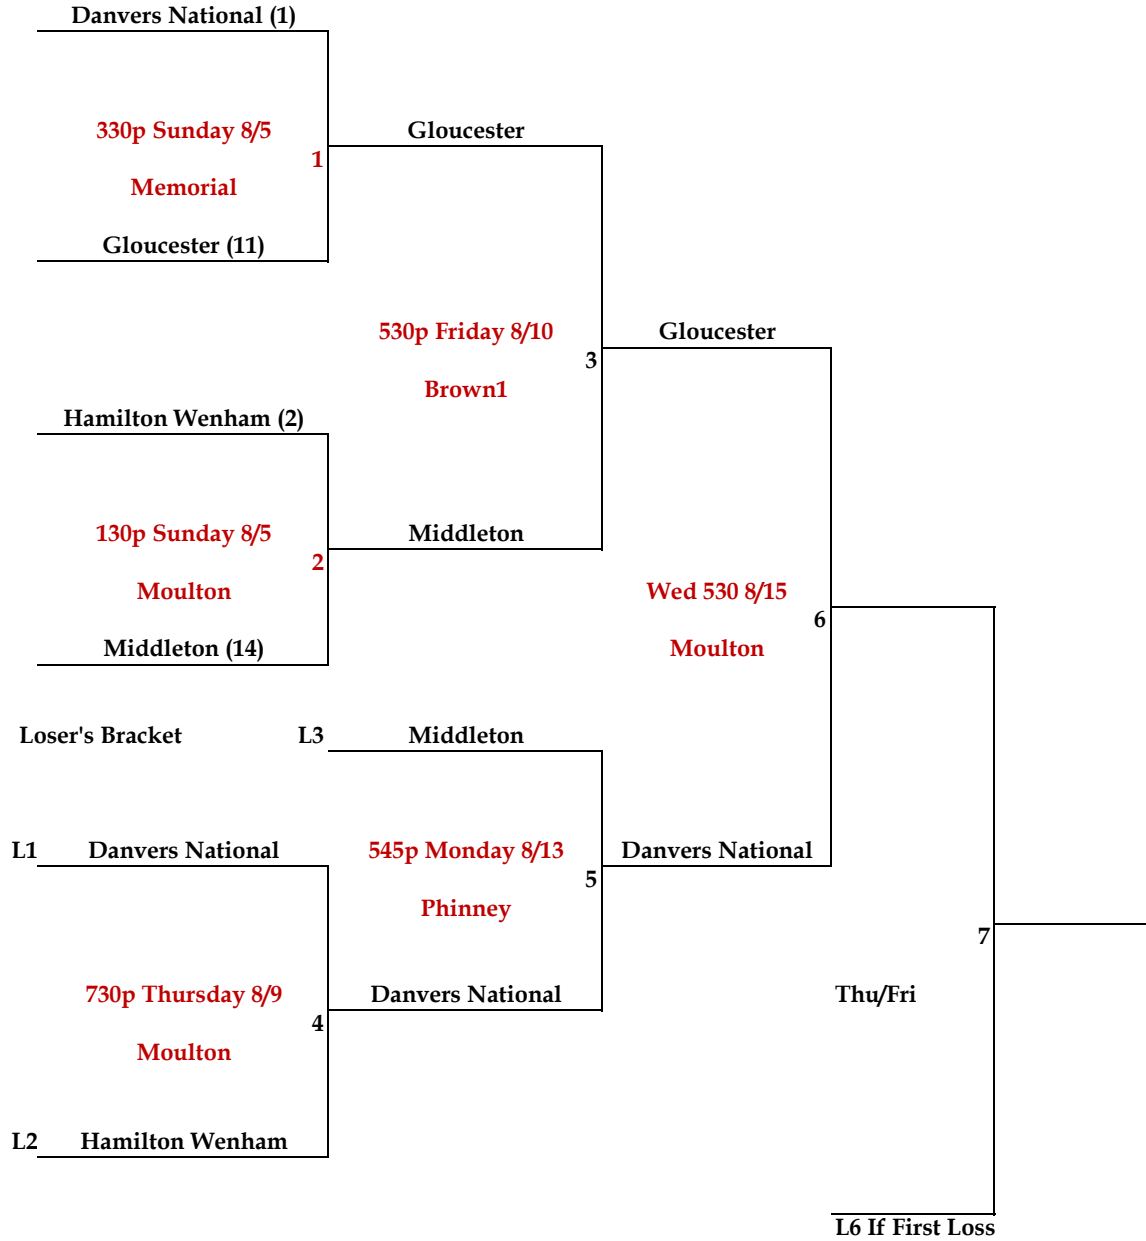 Danvers National (1)
330p Sunday 8/5
Gloucester
1
Memorial
Gloucester (11)
530p Friday 8/10
Gloucester
3
Brown1
Hamilton Wenham (2)
130p Sunday 8/5
Middleton
2
Moulton
Wed 530 8/15
6
Middleton (14)
Moulton
Loser's Bracket
L3
Middleton
L1
Danvers National
545p Monday 8/13
Danvers National
5
Phinney
7
730p Thursday 8/9
Danvers National
Thu/Fri
4
Moulton
L2
Hamilton Wenham
L6 If First Loss